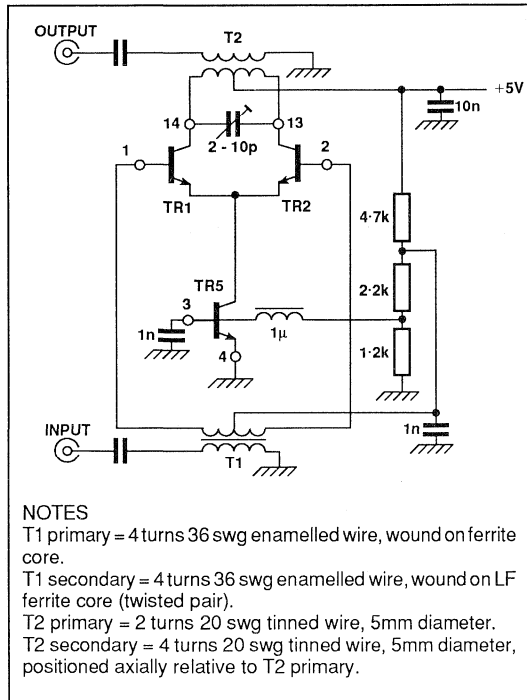 OUTPUT
T2
+5V
10n
14
13
2 - 10p
1
2
TR1
TR2
4·7k
TR5
3
2·2k
1n
1μ
4
1·2k
INPUT
1n
T1
NOTES
T1 primary = 4 turns 36 swg enamelled wire, wound on ferrite
core.
T1 secondary = 4 turns 36 swg enamelled wire, wound on LF
ferrite core (twisted pair).
T2 primary = 2 turns 20 swg tinned wire, 5mm diameter.
T2 secondary = 4 turns 20 swg tinned wire, 5mm diameter,
positioned axially relative to T2 primary.